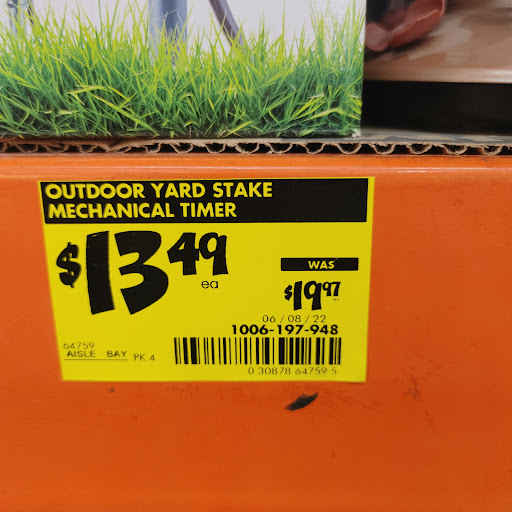 OUTDOOR YARD STAKE
MECHANICAL TIMER
$13.49
ea
WAS
$19.97
06/08/22
1006-197-948
64759
AISLE BAY PK 4
0 30878 64759 5